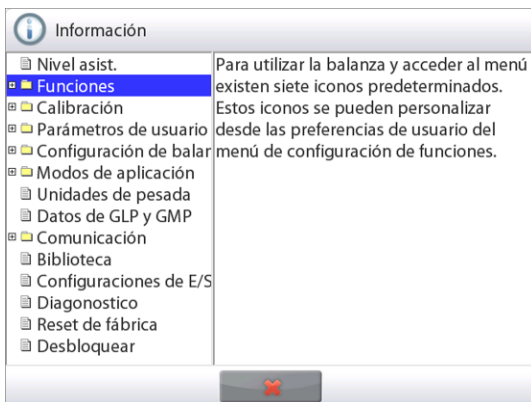 Información
Nivel asist.
Funciones
Calibración
Parámetros de usuario
Configuración de balar
Modos de aplicación
Unidades de pesada
Datos de GLP y GMP
Comunicación
Biblioteca
Configuraciones de E/S
Diagonostico
Reset de fábrica
Desbloquear
Para utilizar la balanza y acceder al menú
existen siete iconos predeterminados.
Estos iconos se pueden personalizar
desde las preferencias de usuario del
menú de configuración de funciones.